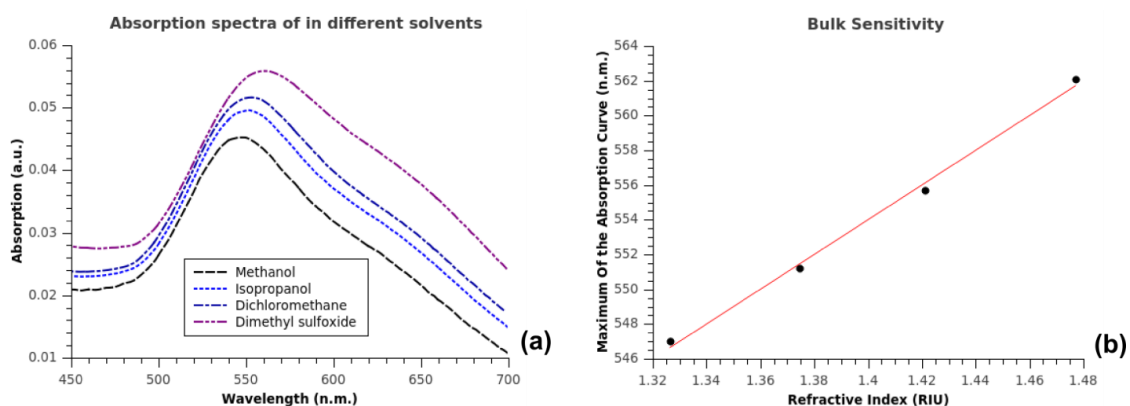 Absorption spectra of in different solvents
0.06
0.05
0.04
0.03
0.02
0.01
Absorption (a.u.)
450
500
550
600
650
700
Wavelength (n.m.)
Methanol
Isopropanol
Dichloromethane
Dimethyl sulfoxide
(a)
Bulk Sensitivity
564
562
560
558
556
554
552
550
548
546
Maximum Of the Absorption Curve (n.m.)
1.32
1.34
1.36
1.38
1.4
1.42
1.44
1.46
1.48
Refractive Index (RIU)
(b)